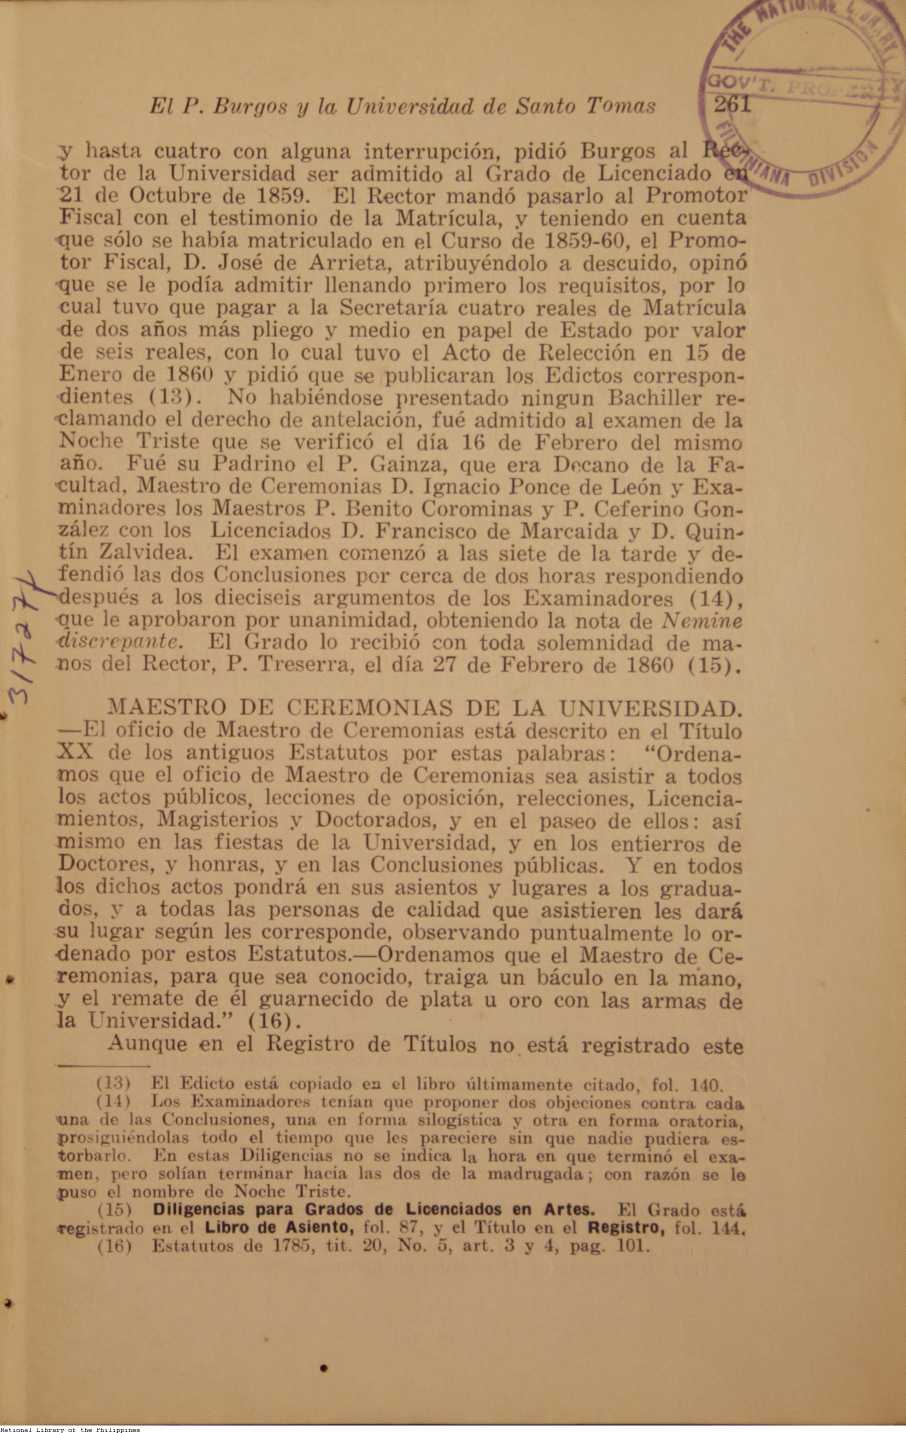 THE NATIONAL LIBRARY
GOV'T. PROPERTY
FILIPINIANA DIVISION
El P. Burgos y la Universidad de Santo Tomas 261
y hasta cuatro con alguna interrupción, pidió Burgos al Rec-
tor de la Universidad ser admitido al Grado de Licenciado en
21 de Octubre de 1859. El Rector mandó pasarlo al Promotor
Fiscal con el testimonio de la Matrícula, y teniendo en cuenta
que sólo se había matriculado en el Curso de 1859-60, el Promo-
tor Fiscal, D. José de Arrieta, atribuyéndolo a descuido, opinó
que se le podía admitir llenando primero los requisitos, por lo
cual tuvo que pagar a la Secretaría cuatro reales de Matrícula
de dos años más pliego y medio en papel de Estado por valor
de seis reales, con lo cual tuvo el Acto de Relección en 15 de
Enero de 1860 y pidió que se publicaran los Edictos correspon-
dientes (13). No habiéndose presentado ningun Bachiller re-
clamando el derecho de antelación, fué admitido al examen de la
Noche Triste que se verificó el día 16 de Febrero del mismo
año. Fué su Padrino el P. Gainza, que era Decano de la Fa-
cultad, Maestro de Ceremonias D. Ignacio Ponce de León y Exa-
minadores los Maestros P. Benito Corominas y P. Ceferino Gon-
zález con los Licenciados D. Francisco de Marcaida y D. Quin-
tín Zalvidea. El examen comenzó a las siete de la tarde y de-
fendió las dos Conclusiones por cerca de dos horas respondiendo
después a los dieciseis argumentos de los Examinadores (14),
que le aprobaron por unanimidad, obteniendo la nota de Nemine
discrepante. El Grado lo recibió con toda solemnidad de ma-
nos del Rector, P. Treserra, el día 27 de Febrero de 1860 (15).
MAESTRO DE CEREMONIAS DE LA UNIVERSIDAD.
—El oficio de Maestro de Ceremonias está descrito en el Título
XX de los antiguos Estatutos por estas palabras: “Ordena-
mos que el oficio de Maestro de Ceremonias sea asistir a todos
los actos públicos, lecciones de oposición, relecciones, Licencia-
mientos, Magisterios y Doctorados, y en el paseo de ellos: así
mismo en las fiestas de la Universidad, y en los entierros de
Doctores, y honras, y en las Conclusiones públicas. Y en todos
los dichos actos pondrá en sus asientos y lugares a los gradua-
dos, y a todas las personas de calidad que asistieren les dará
su lugar según les corresponde, observando puntualmente lo or-
denado por estos Estatutos.—Ordenamos que el Maestro de Ce-
remonias, para que sea conocido, traiga un báculo en la mano,
y el remate de él guarnecido de plata u oro con las armas de
la Universidad.” (16).
Aunque en el Registro de Títulos no está registrado este
(13) El Edicto está copiado en el libro últimamente citado, fol. 140.
(14) Los Examinadores tenían que proponer dos objeciones contra cada
una de las Conclusiones, una en forma silogística y otra en forma oratoria,
prosiguiéndolas todo el tiempo que les pareciere sin que nadie pudiera es-
torbarlo. En estas Diligencias no se indica la hora en que terminó el exa-
men, pero solían terminar hacia las dos de la madrugada; con razón se le
puso el nombre de Noche Triste.
(15) Diligencias para Grados de Licenciados en Artes. El Grado está
registrado en el Libro de Asiento, fol. 87, y el Título en el Registro, fol. 144.
(16) Estatutos de 1785, tit. 20, No. 5, art. 3 y 4, pag. 101.
National Library of the Philippines